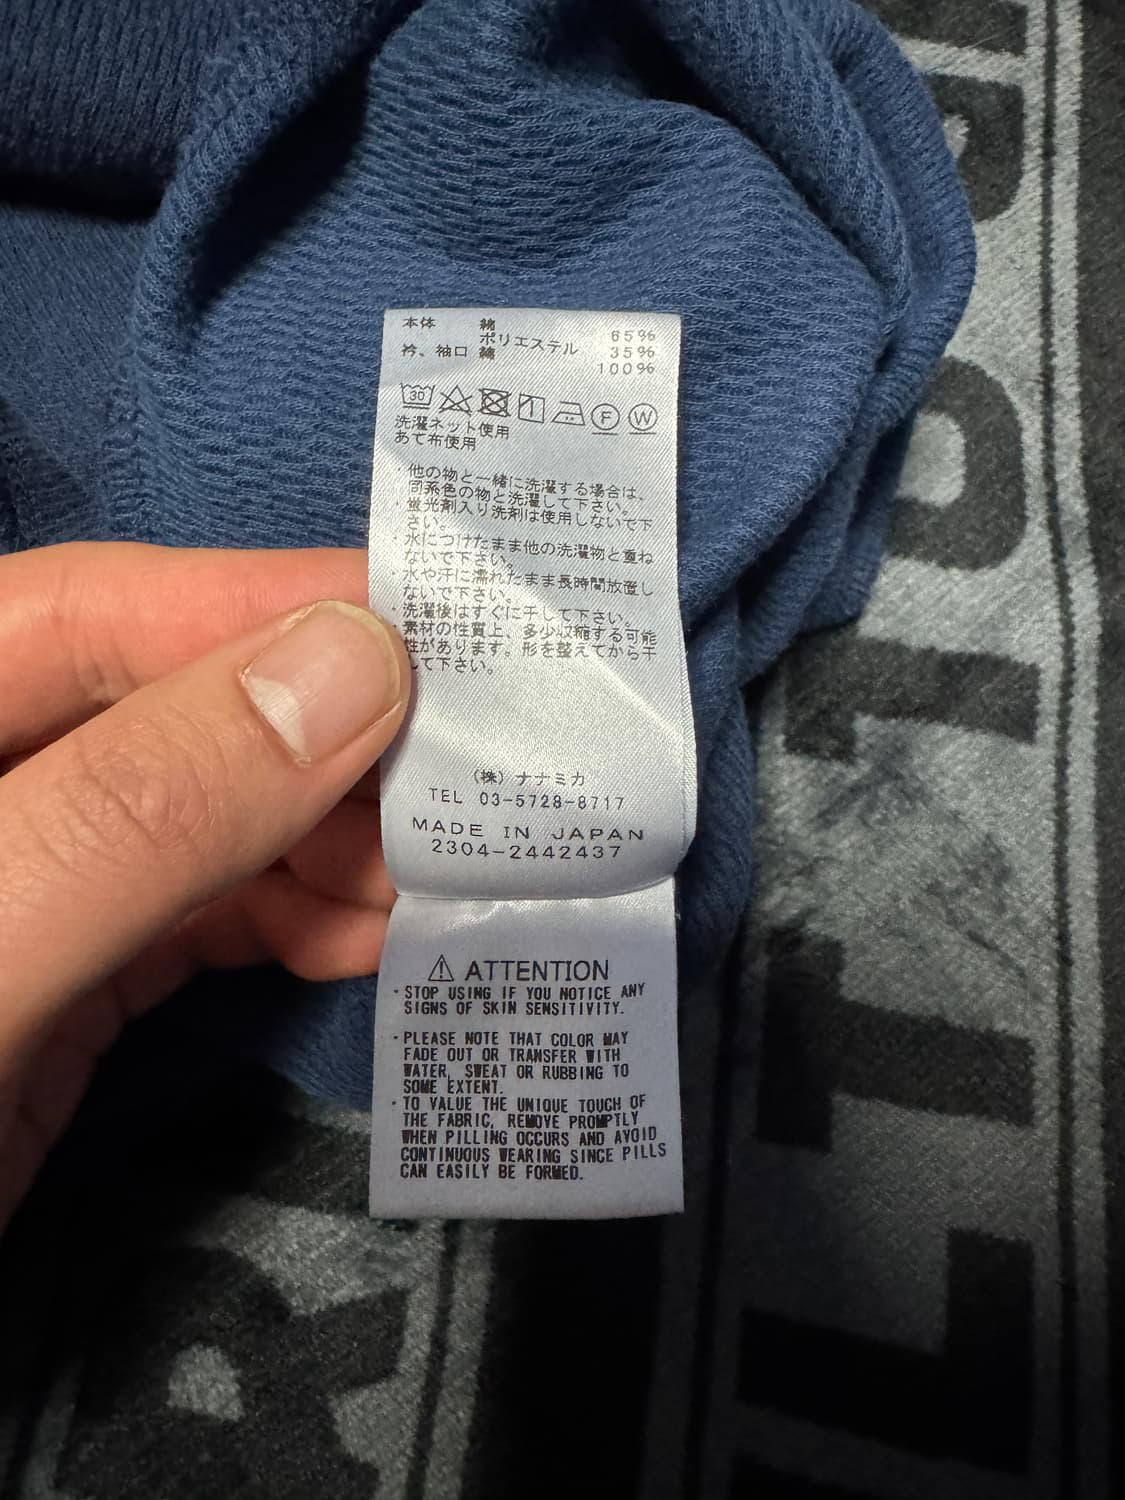 本体 綿 65%
ポリエステル 35%
衿、袖口 綿 100%
30 1 F W
洗濯ネット使用
あて布使用
・他の物と一緒に洗濯する場合は、
同系色の物と洗濯して下さい。
・蛍光剤入り洗剤は使用しないで下
さい。
・水につけたまま他の洗濯物と重ね
ないで下さい。
水や汗に濡れたまま長時間放置し
ないで下さい。
・洗濯後はすぐに干して下さい。
・素材の性質上、多少収縮する可能
性があります。形を整えてから干
して下さい。
(株) ナナミカ
TEL 03-5728-8717
MADE IN JAPAN
2304-2442437
⚠ ATTENTION
・STOP USING IF YOU NOTICE ANY
SIGNS OF SKIN SENSITIVITY.
・PLEASE NOTE THAT COLOR MAY
FADE OUT OR TRANSFER WITH
WATER, SWEAT OR RUBBING TO
SOME EXTENT.
・TO VALUE THE UNIQUE TOUCH OF
THE FABRIC, REMOVE PROMPTLY
WHEN PILLING OCCURS AND AVOID
CONTINUOUS WEARING SINCE PILLS
CAN EASILY BE FORMED.